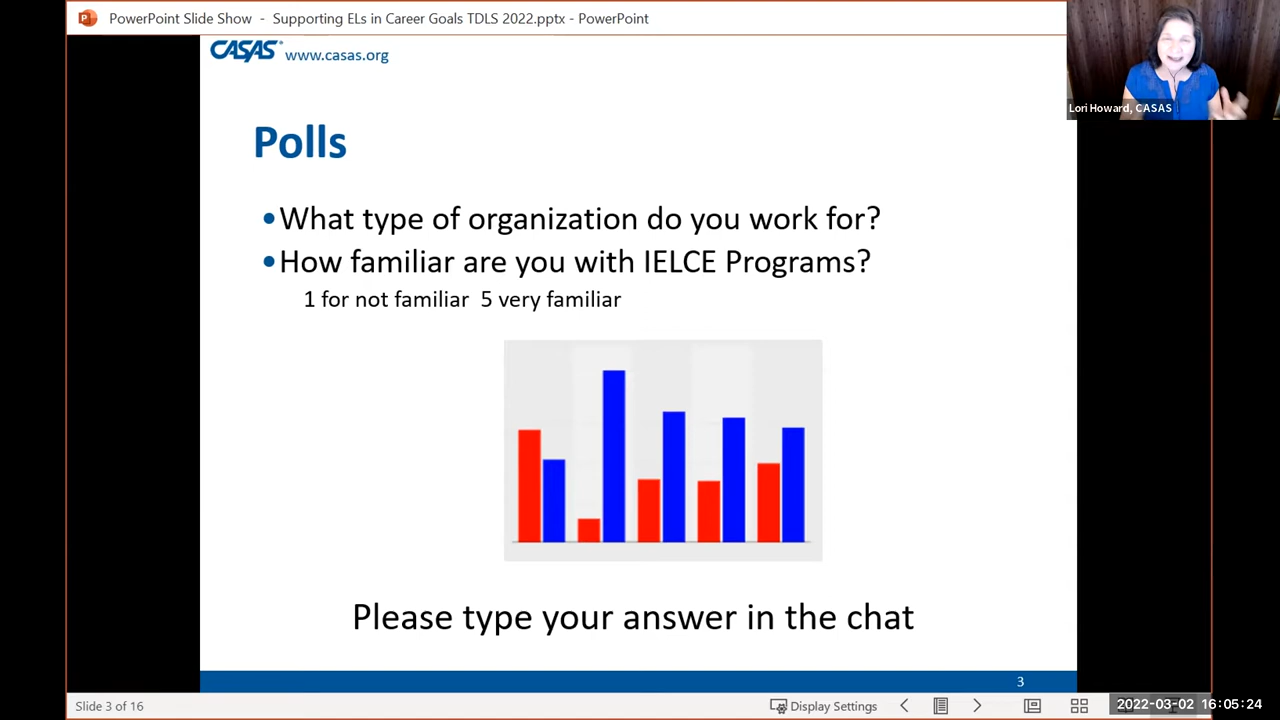 PowerPoint Slide Show - Supporting ELs in Career Goals TDLS 2022.pptx - PowerPoint
CASAS www.casas.org
Lori Howard, CASAS
Polls
•What type of organization do you work for?
•How familiar are you with IELCE Programs?
1 for not familiar 5 very familiar
Please type your answer in the chat
3
Slide 3 of 16
Display Settings
2022-03-02 16:05:24